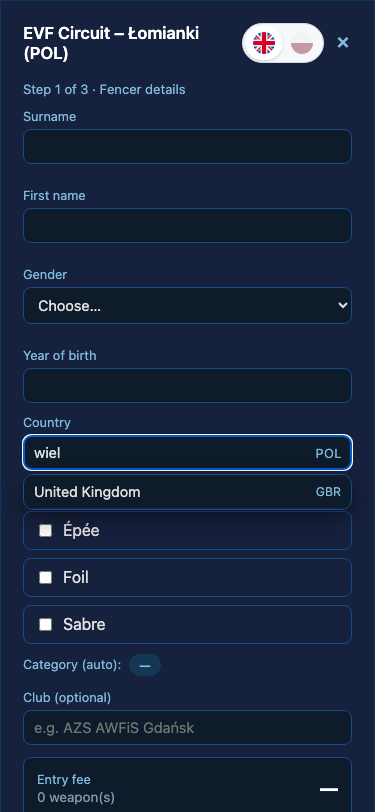 EVF Circuit – Łomianki
(POL)
×
Step 1 of 3 · Fencer details
Surname
First name
Gender
Choose...
Year of birth
Country
wiel POL
United Kingdom GBR
Épée
Foil
Sabre
Category (auto): —
Club (optional)
e.g. AZS AWFiS Gdańsk
Entry fee
0 weapon(s)
—